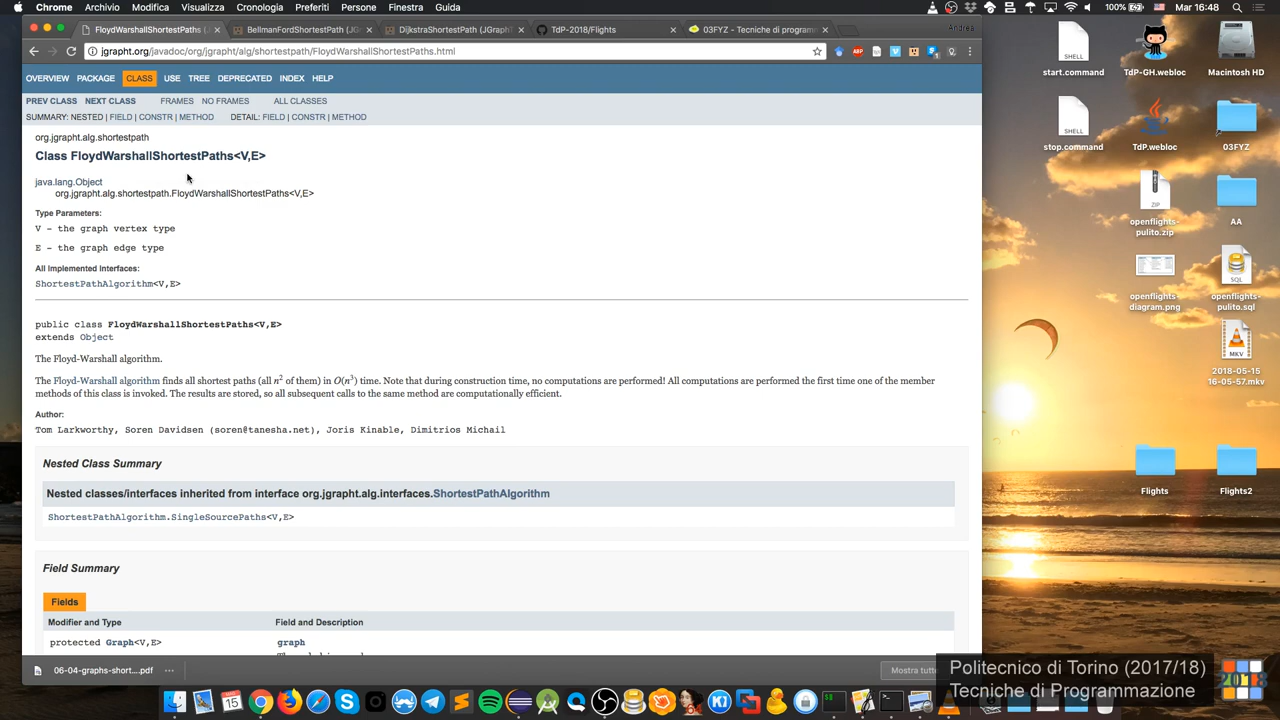 Chrome Archivio Modifica Visualizza Cronologia Preferiti Persone Finestra Guida
100% Mar 16:48
FloydWarshallShortestPaths BellmanFordShortestPath (JG DijkstraShortestPath (JGraphT TdP-2018/Flights 03FYZ - Tecniche di programm Andrea
jgrapht.org/javadoc/org/jgrapht/alg/shortestpath/FloydWarshallShortestPaths.html
OVERVIEW PACKAGE CLASS USE TREE DEPRECATED INDEX HELP
PREV CLASS NEXT CLASS FRAMES NO FRAMES ALL CLASSES
SUMMARY: NESTED | FIELD | CONSTR | METHOD DETAIL: FIELD | CONSTR | METHOD
org.jgrapht.alg.shortestpath
Class FloydWarshallShortestPaths<V,E>
java.lang.Object
org.jgrapht.alg.shortestpath.FloydWarshallShortestPaths<V,E>
Type Parameters:
V - the graph vertex type
E - the graph edge type
All Implemented Interfaces:
ShortestPathAlgorithm<V,E>
public class FloydWarshallShortestPaths<V,E>
extends Object
The Floyd-Warshall algorithm.
The Floyd-Warshall algorithm finds all shortest paths (all n² of them) in O(n³) time. Note that during construction time, no computations are performed! All computations are performed the first time one of the member
methods of this class is invoked. The results are stored, so all subsequent calls to the same method are computationally efficient.
Author:
Tom Larkworthy, Soren Davidsen (soren@tanesha.net), Joris Kinable, Dimitrios Michail
Nested Class Summary
Nested classes/interfaces inherited from interface org.jgrapht.alg.interfaces.ShortestPathAlgorithm
ShortestPathAlgorithm.SingleSourcePaths<V,E>
Field Summary
Fields
Modifier and Type Field and Description
protected Graph<V,E> graph
06-04-graphs-short....pdf
Mostra tutte
SHELL
start.command
TdP-GH.webloc
Macintosh HD
SHELL
stop.command
TdP.webloc
03FYZ
ZIP
openflights-
pulito.zip
AA
openflights-
diagram.png
SQL
openflights-
pulito.sql
MKV
2018-05-15
16-05-57.mkv
Flights
Flights2
Politecnico di Torino (2017/18)
Tecniche di Programmazione
2018